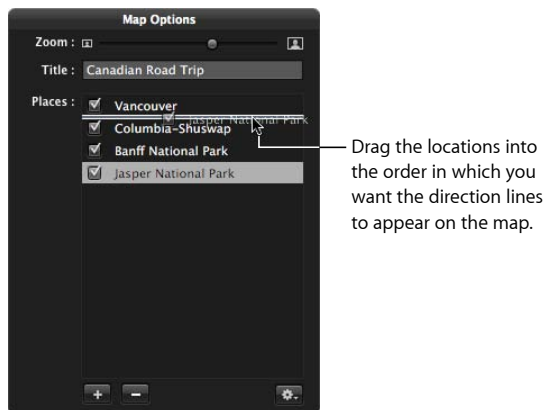 Map Options
Zoom :
Title : Canadian Road Trip
Places : Vancouver
Jasper National Park
Columbia-Shuswap
Banff National Park
Jasper National Park
Drag the locations into
the order in which you
want the direction lines
to appear on the map.